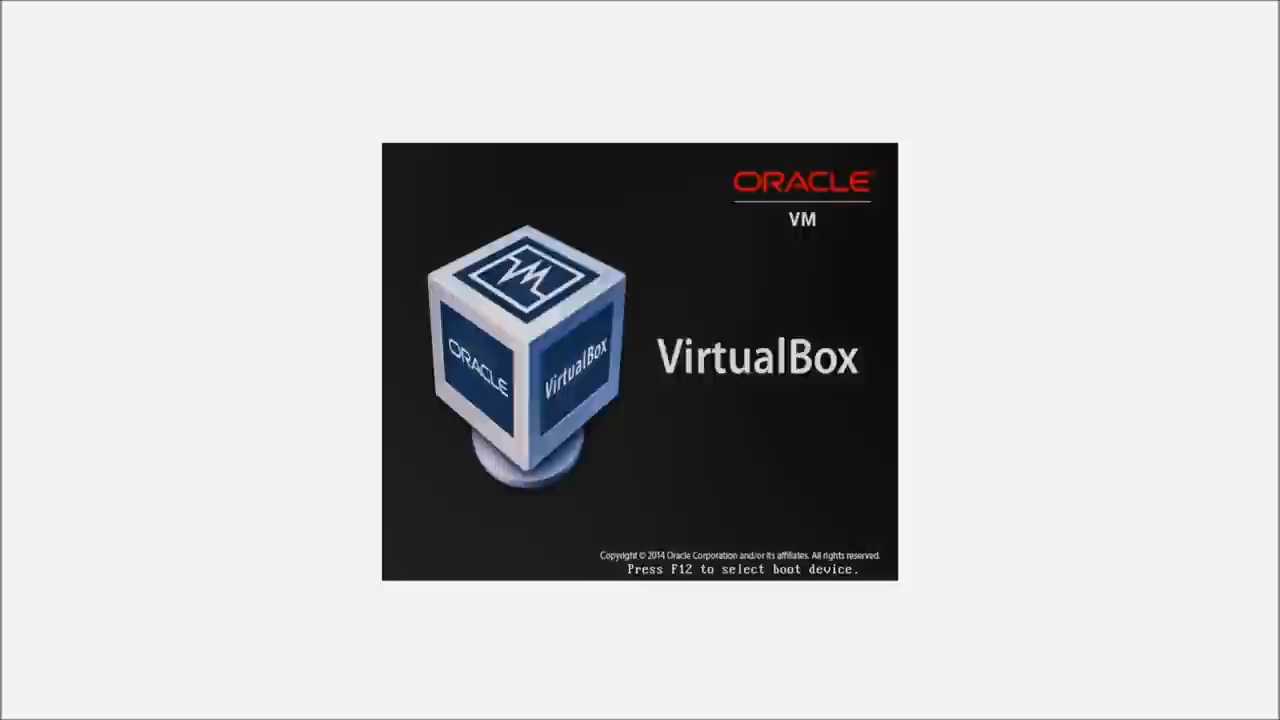 ORACLE
VM
ORACLE
VirtualBox
VirtualBox
Copyright © 2014 Oracle Corporation and/or its affiliates. All rights reserved.
Press F12 to select boot device.